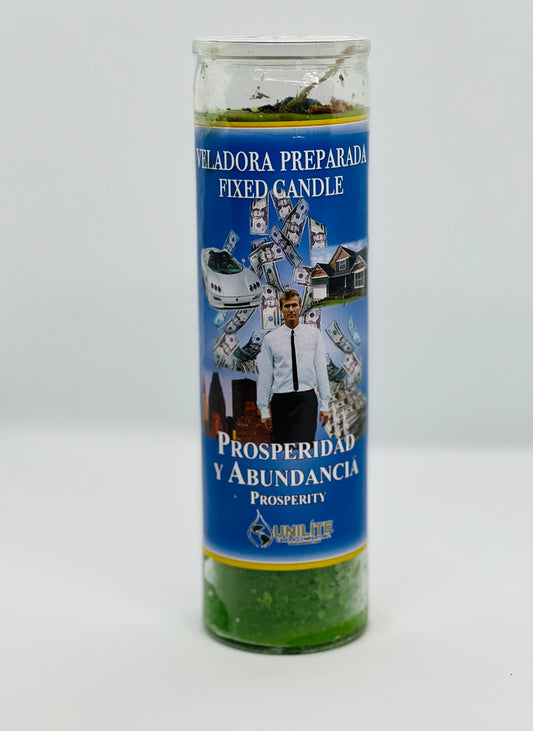 VELADORA PREPARADA
FIXED CANDLE
PROSPERIDAD
Y ABUNDANCIA
PROSPERITY
UNILITE